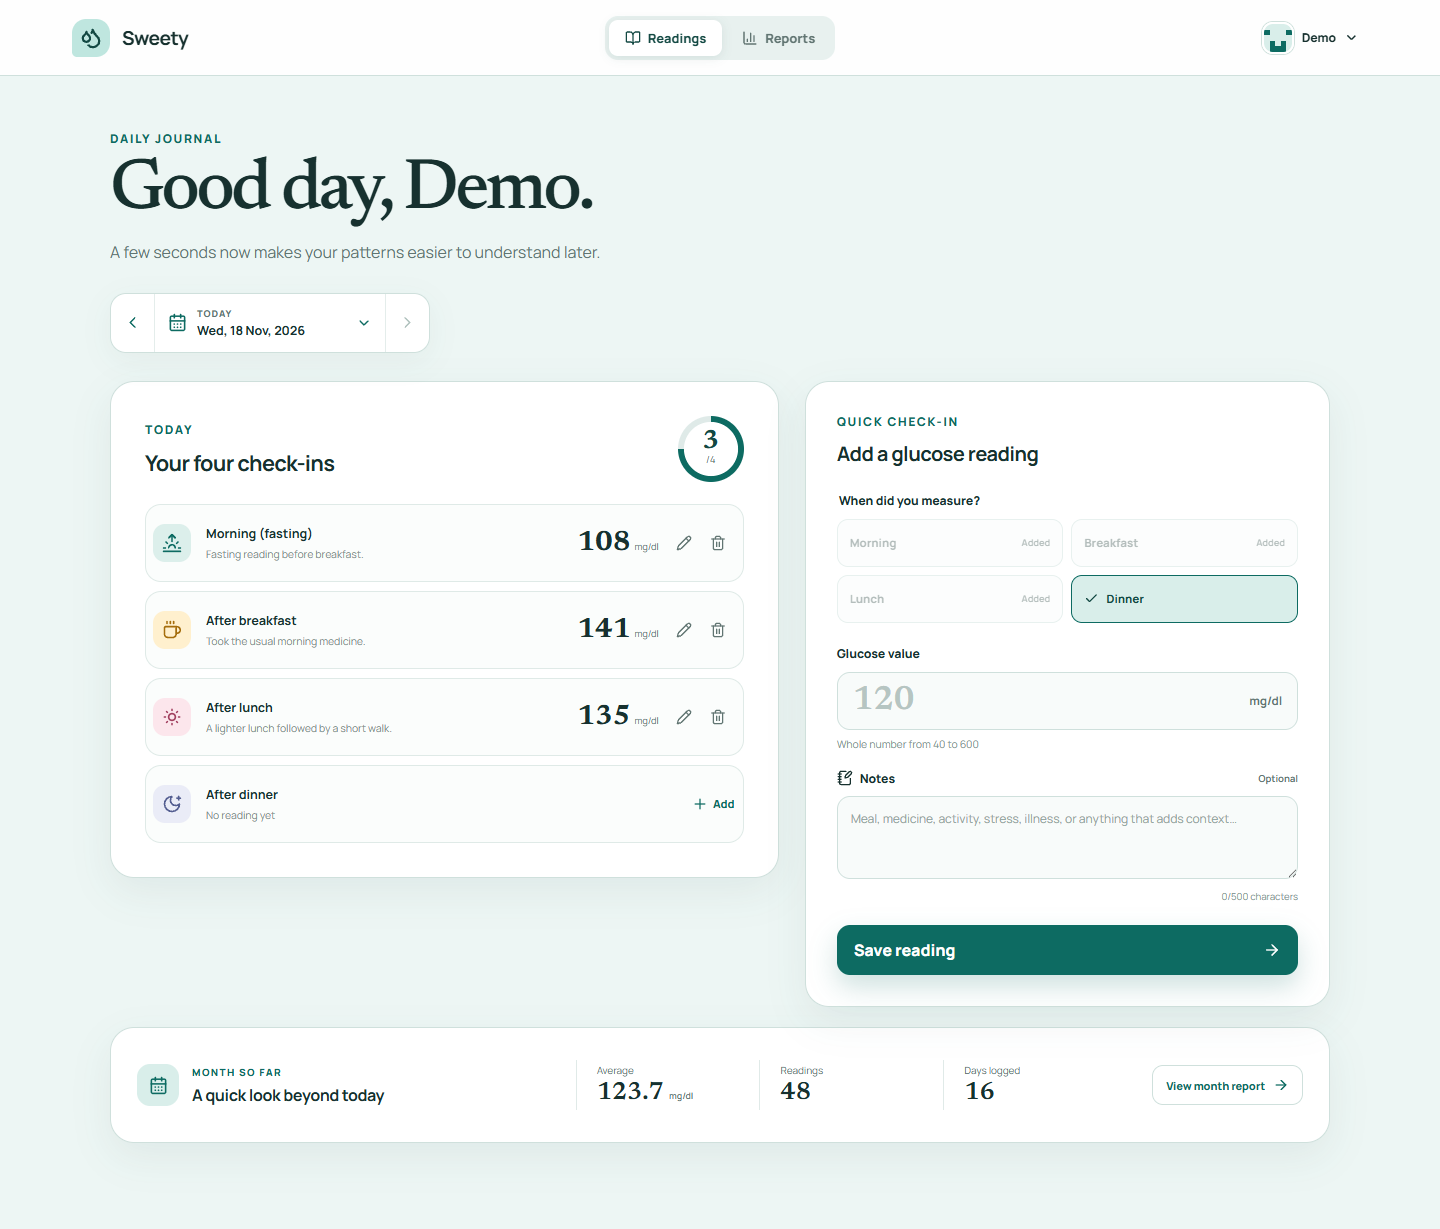 Sweety
Readings
Reports
Demo
DAILY JOURNAL
Good day, Demo.
A few seconds now makes your patterns easier to understand later.
TODAY
Wed, 18 Nov, 2026
TODAY
Your four check-ins
3
/4
Morning (fasting)
Fasting reading before breakfast.
108 mg/dl
After breakfast
Took the usual morning medicine.
141 mg/dl
After lunch
A lighter lunch followed by a short walk.
135 mg/dl
After dinner
No reading yet
Add
QUICK CHECK-IN
Add a glucose reading
When did you measure?
Morning Added
Breakfast Added
Lunch Added
Dinner
Glucose value
120 mg/dl
Whole number from 40 to 600
Notes Optional
Meal, medicine, activity, stress, illness, or anything that adds context...
0/500 characters
Save reading
MONTH SO FAR
A quick look beyond today
Average
123.7 mg/dl
Readings
48
Days logged
16
View month report